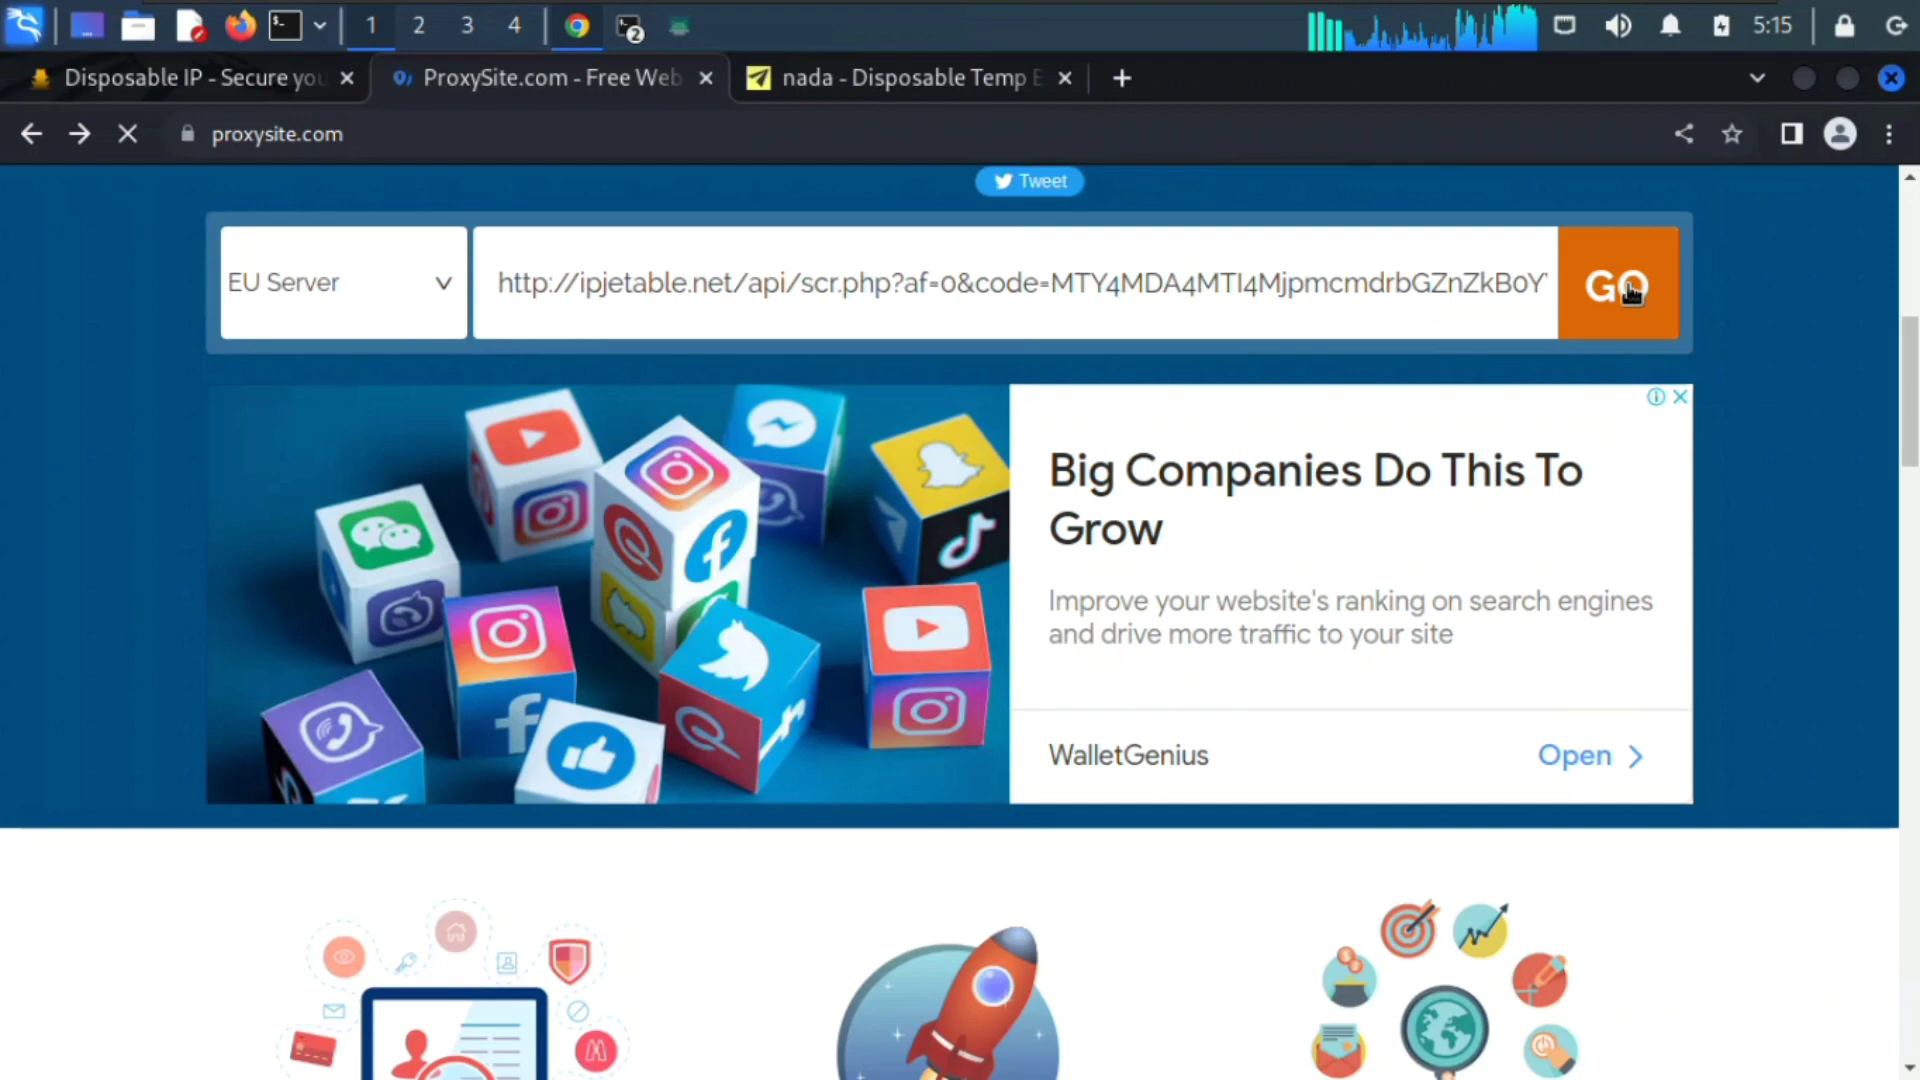 1 2 3 4 2 5:15
Disposable IP - Secure you ProxySite.com - Free Web nada - Disposable Temp E
proxysite.com
Tweet
EU Server http://ipjetable.net/api/scr.php?af=0&code=MTY4MDA4MTI4MjpmcmdrbGZnZkB0Y GO
Big Companies Do This To
Grow
Improve your website's ranking on search engines
and drive more traffic to your site
WalletGenius Open